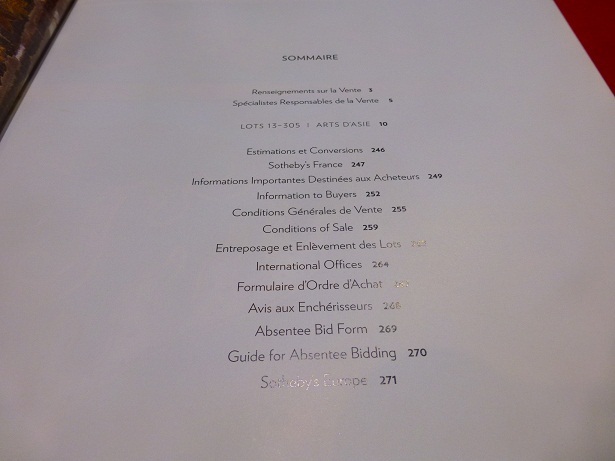 SOMMAIRE
Renseignements sur la Vente 5
Spécialistes Responsables de la Vente 5
LOTS 13-305 | ARTS D'ASIE 10
Estimations et Conversions 246
Sotheby's France 247
Informations Importantes Destinées aux Acheteurs 249
Information to Buyers 252
Conditions Générales de Vente 255
Conditions of Sale 259
Entreposage et Enlèvement des Lots
International Offices 264
Formulaire d'Ordre d'Achat
Avis aux Enchérisseurs 268
Absentee Bid Form 269
Guide for Absentee Bidding 270
Sotheby's Europe 271